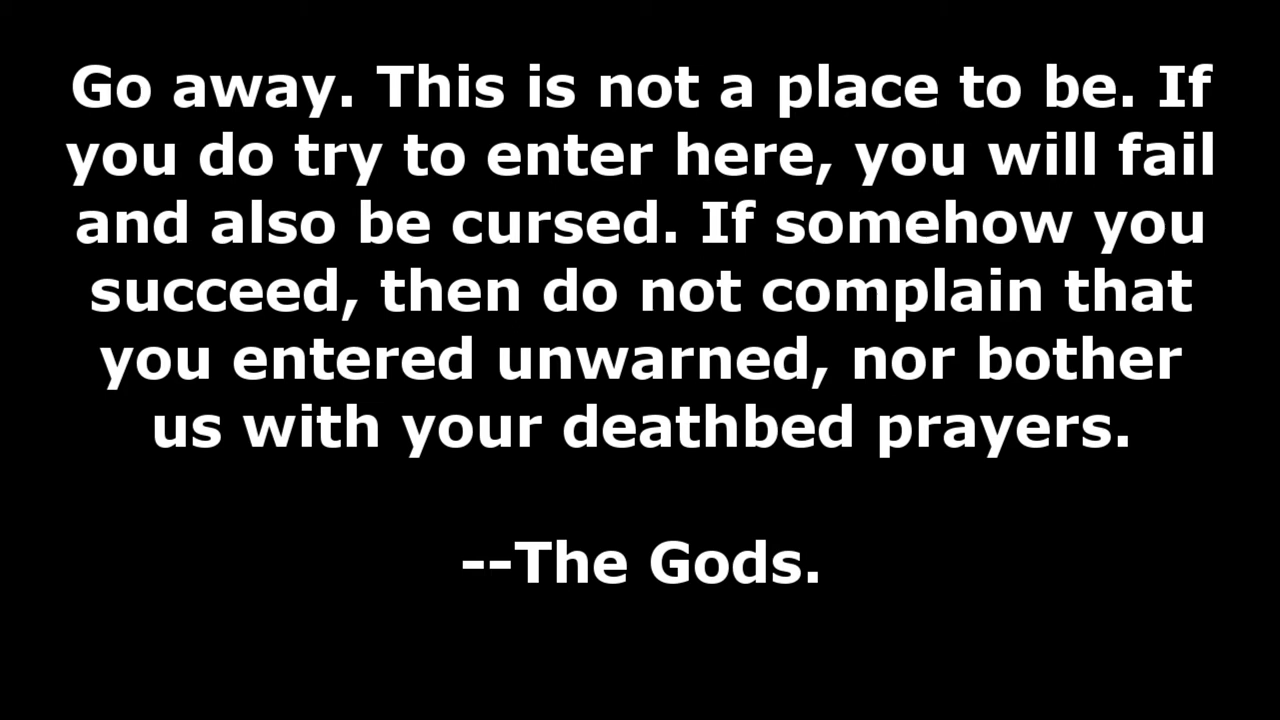 Go away. This is not a place to be. If
you do try to enter here, you will fail
and also be cursed. If somehow you
succeed, then do not complain that
you entered unwarned, nor bother
us with your deathbed prayers.
--The Gods.